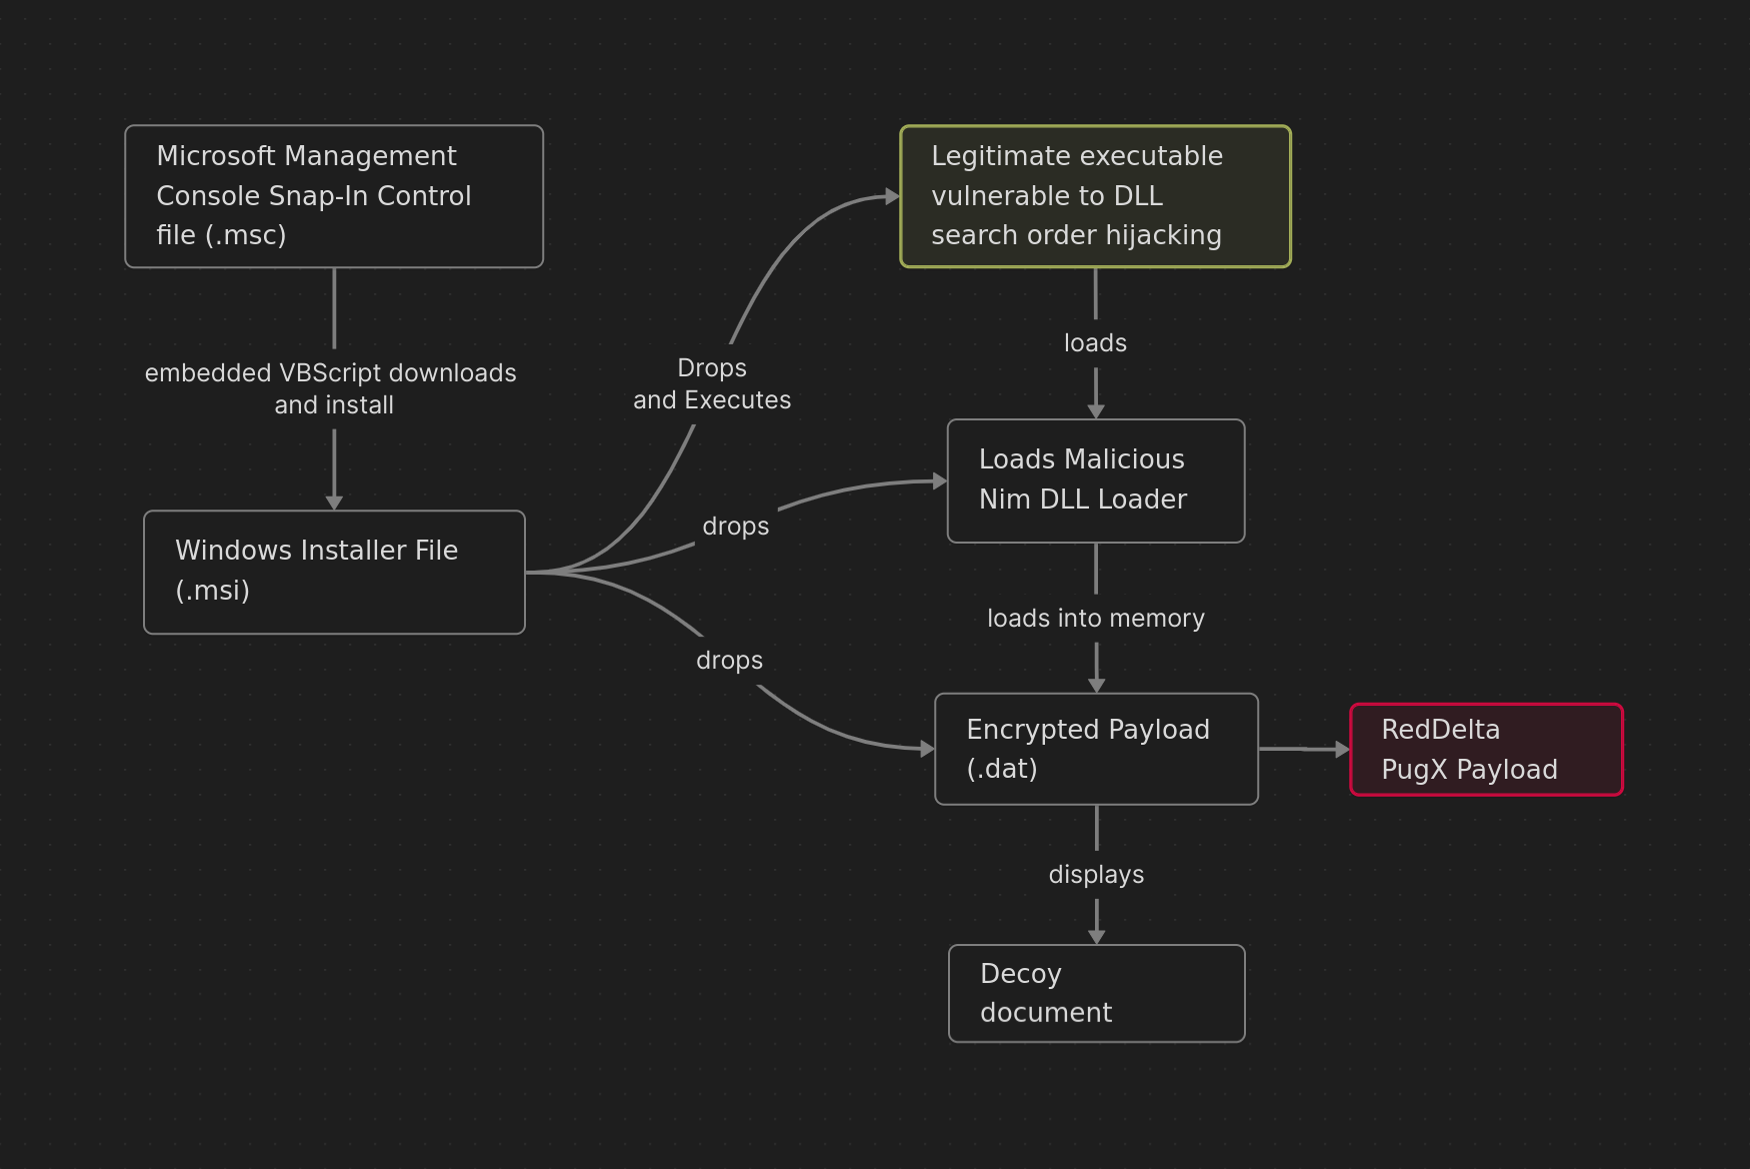 Microsoft Management
Console Snap-In Control
file (.msc)
embedded VBScript downloads
and install
Windows Installer File
(.msi)
Drops
and Executes
drops
drops
Legitimate executable
vulnerable to DLL
search order hijacking
loads
Loads Malicious
Nim DLL Loader
loads into memory
Encrypted Payload
(.dat)
RedDelta
PugX Payload
displays
Decoy
document